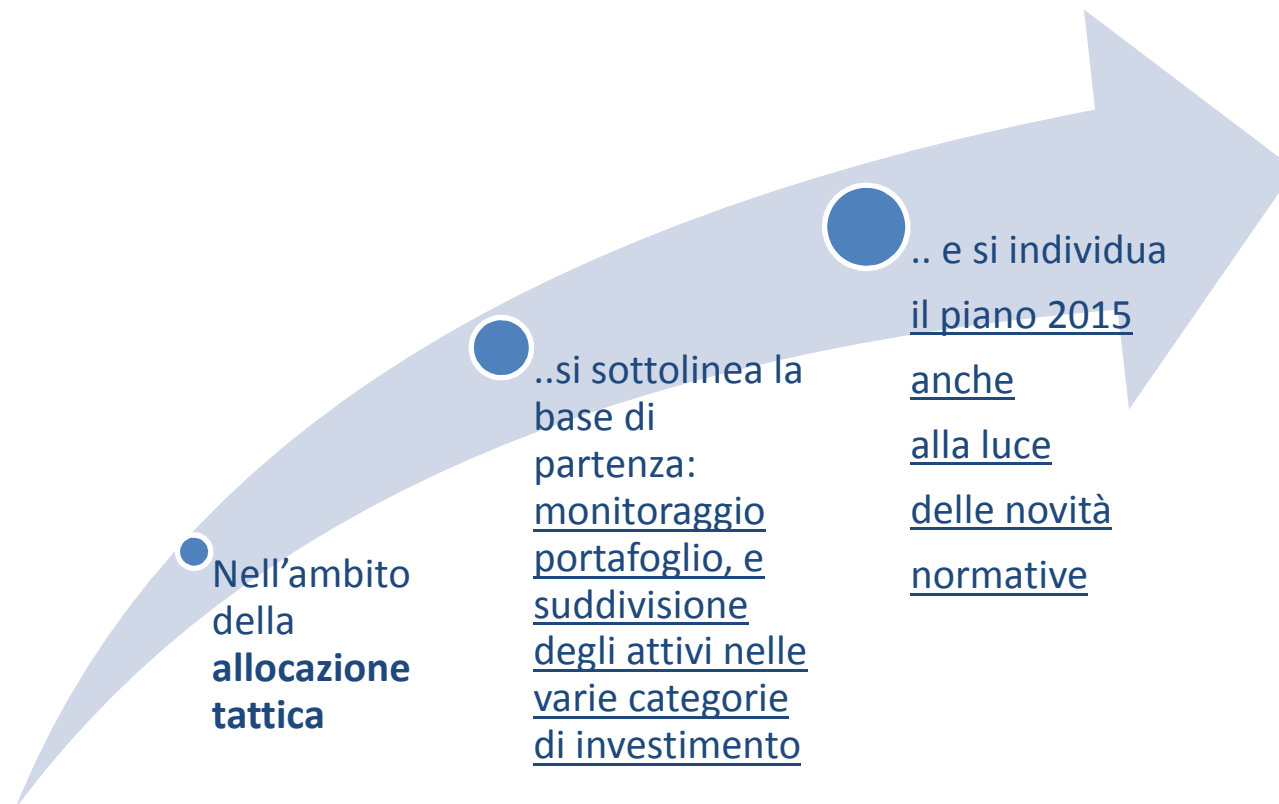 Nell’ambito
della
allocazione
tattica
..si sottolinea la
base di
partenza:
monitoraggio
portafoglio, e
suddivisione
degli attivi nelle
varie categorie
di investimento
.. e si individua
il piano 2015
anche
alla luce
delle novità
normative